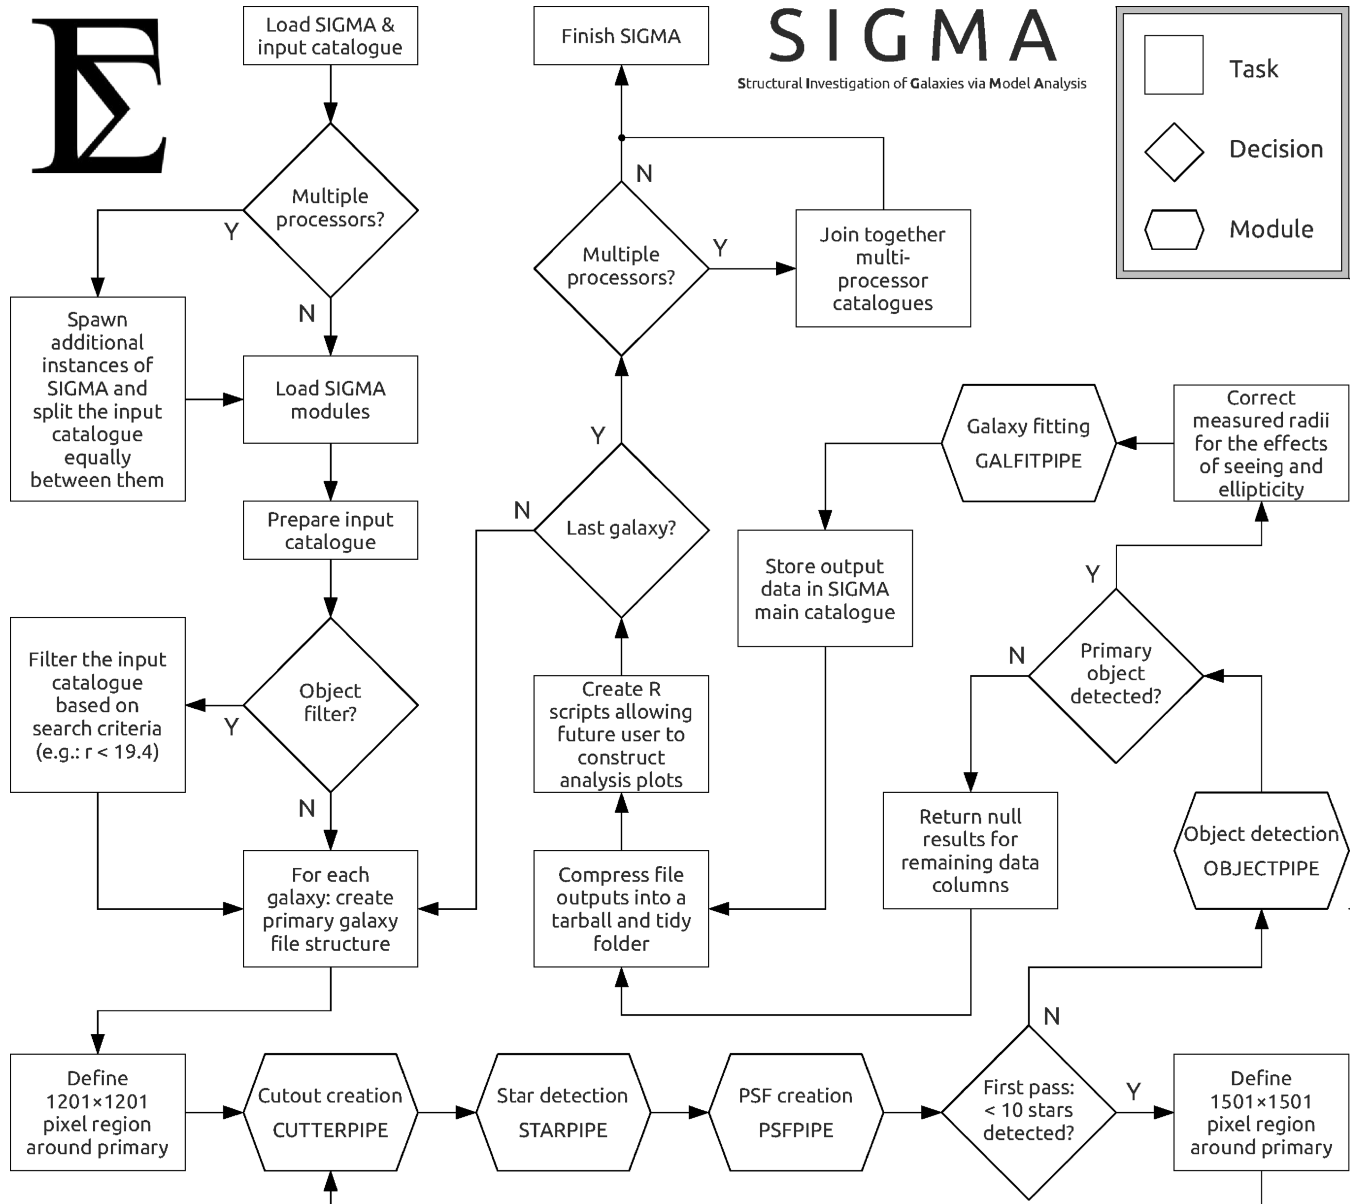 Load SIGMA &
input catalogue
Finish SIGMA
SIGMA
Structural Investigation of Galaxies via Model Analysis
Task
Decision
Module
Multiple
processors?
Y
N
Spawn
additional
instances of
SIGMA and
split the input
catalogue
equally
between them
Load SIGMA
modules
Prepare input
catalogue
Object
filter?
Y
N
Filter the input
catalogue
based on
search criteria
(e.g.: r < 19.4)
For each
galaxy: create
primary galaxy
file structure
Define
1201×1201
pixel region
around primary
Cutout creation
CUTTERPIPE
Star detection
STARPIPE
PSF creation
PSFPIPE
First pass:
< 10 stars
detected?
Y
N
Define
1501×1501
pixel region
around primary
Object detection
OBJECTPIPE
Primary
object
detected?
Y
N
Correct
measured radii
for the effects
of seeing and
ellipticity
Galaxy fitting
GALFITPIPE
Store output
data in SIGMA
main catalogue
Return null
results for
remaining data
columns
Compress file
outputs into a
tarball and tidy
folder
Create R
scripts allowing
future user to
construct
analysis plots
Last galaxy?
Y
N
Multiple
processors?
Y
N
Join together
multi-
processor
catalogues